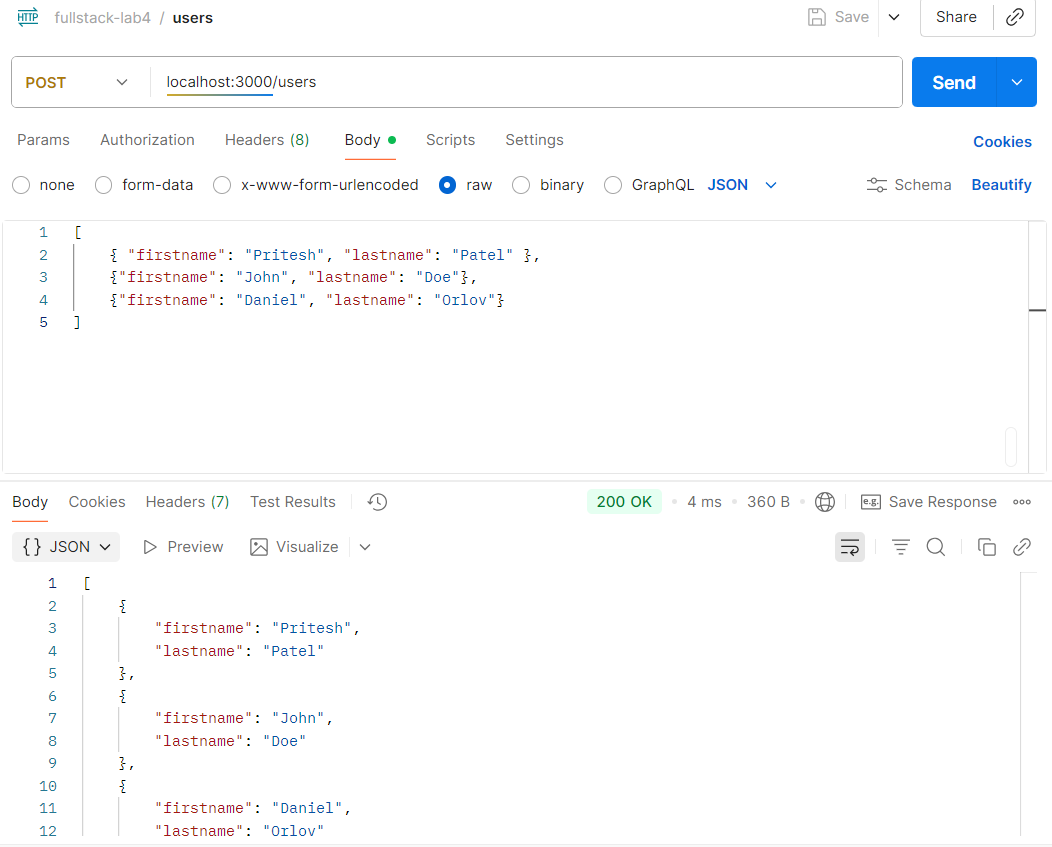 HTTP fullstack-lab4 / users Save Share
POST localhost:3000/users Send
Params Authorization Headers (8) Body Scripts Settings Cookies
none form-data x-www-form-urlencoded raw binary GraphQL JSON Schema Beautify
1 [
2 { "firstname": "Pritesh", "lastname": "Patel" },
3 {"firstname": "John", "lastname": "Doe"},
4 {"firstname": "Daniel", "lastname": "Orlov"}
5 ]
Body Cookies Headers (7) Test Results 200 OK • 4 ms • 360 B • e.g. Save Response
{} JSON Preview Visualize
1 [
2 {
3 "firstname": "Pritesh",
4 "lastname": "Patel"
5 },
6 {
7 "firstname": "John",
8 "lastname": "Doe"
9 },
10 {
11 "firstname": "Daniel",
12 "lastname": "Orlov"